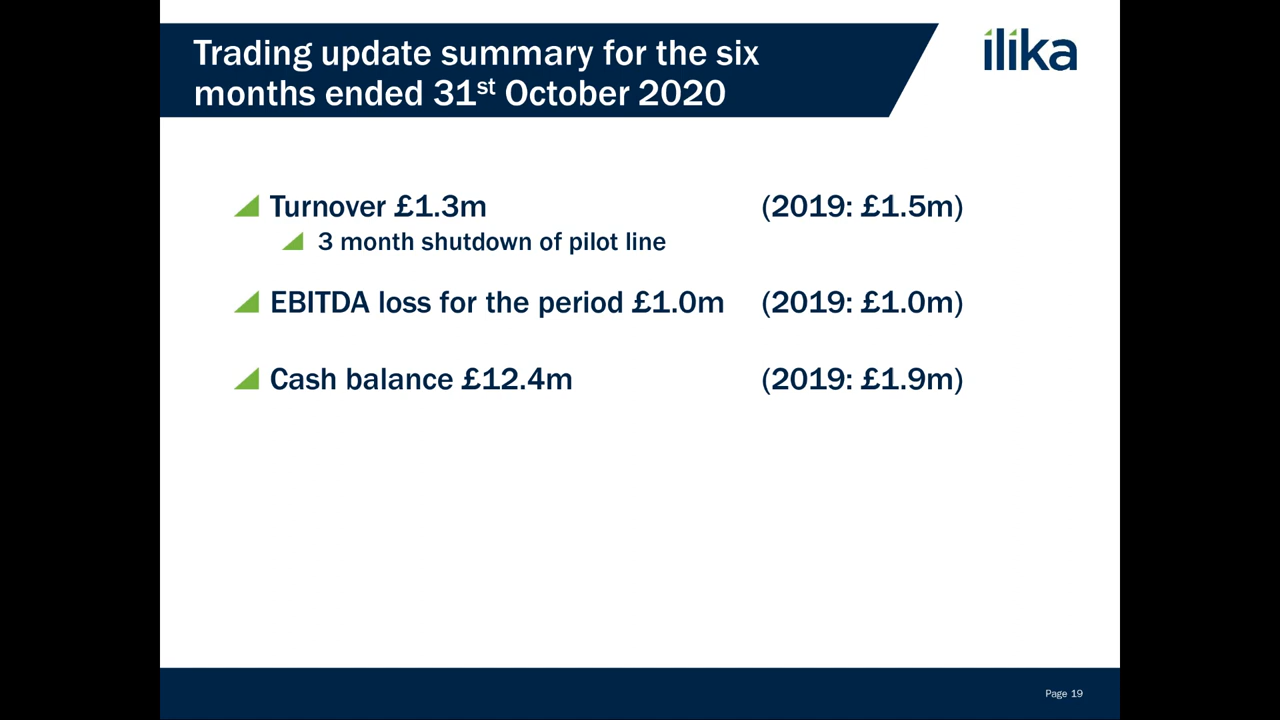 Trading update summary for the six
months ended 31st October 2020
ilika
Turnover £1.3m (2019: £1.5m)
3 month shutdown of pilot line
EBITDA loss for the period £1.0m (2019: £1.0m)
Cash balance £12.4m (2019: £1.9m)
Page 19